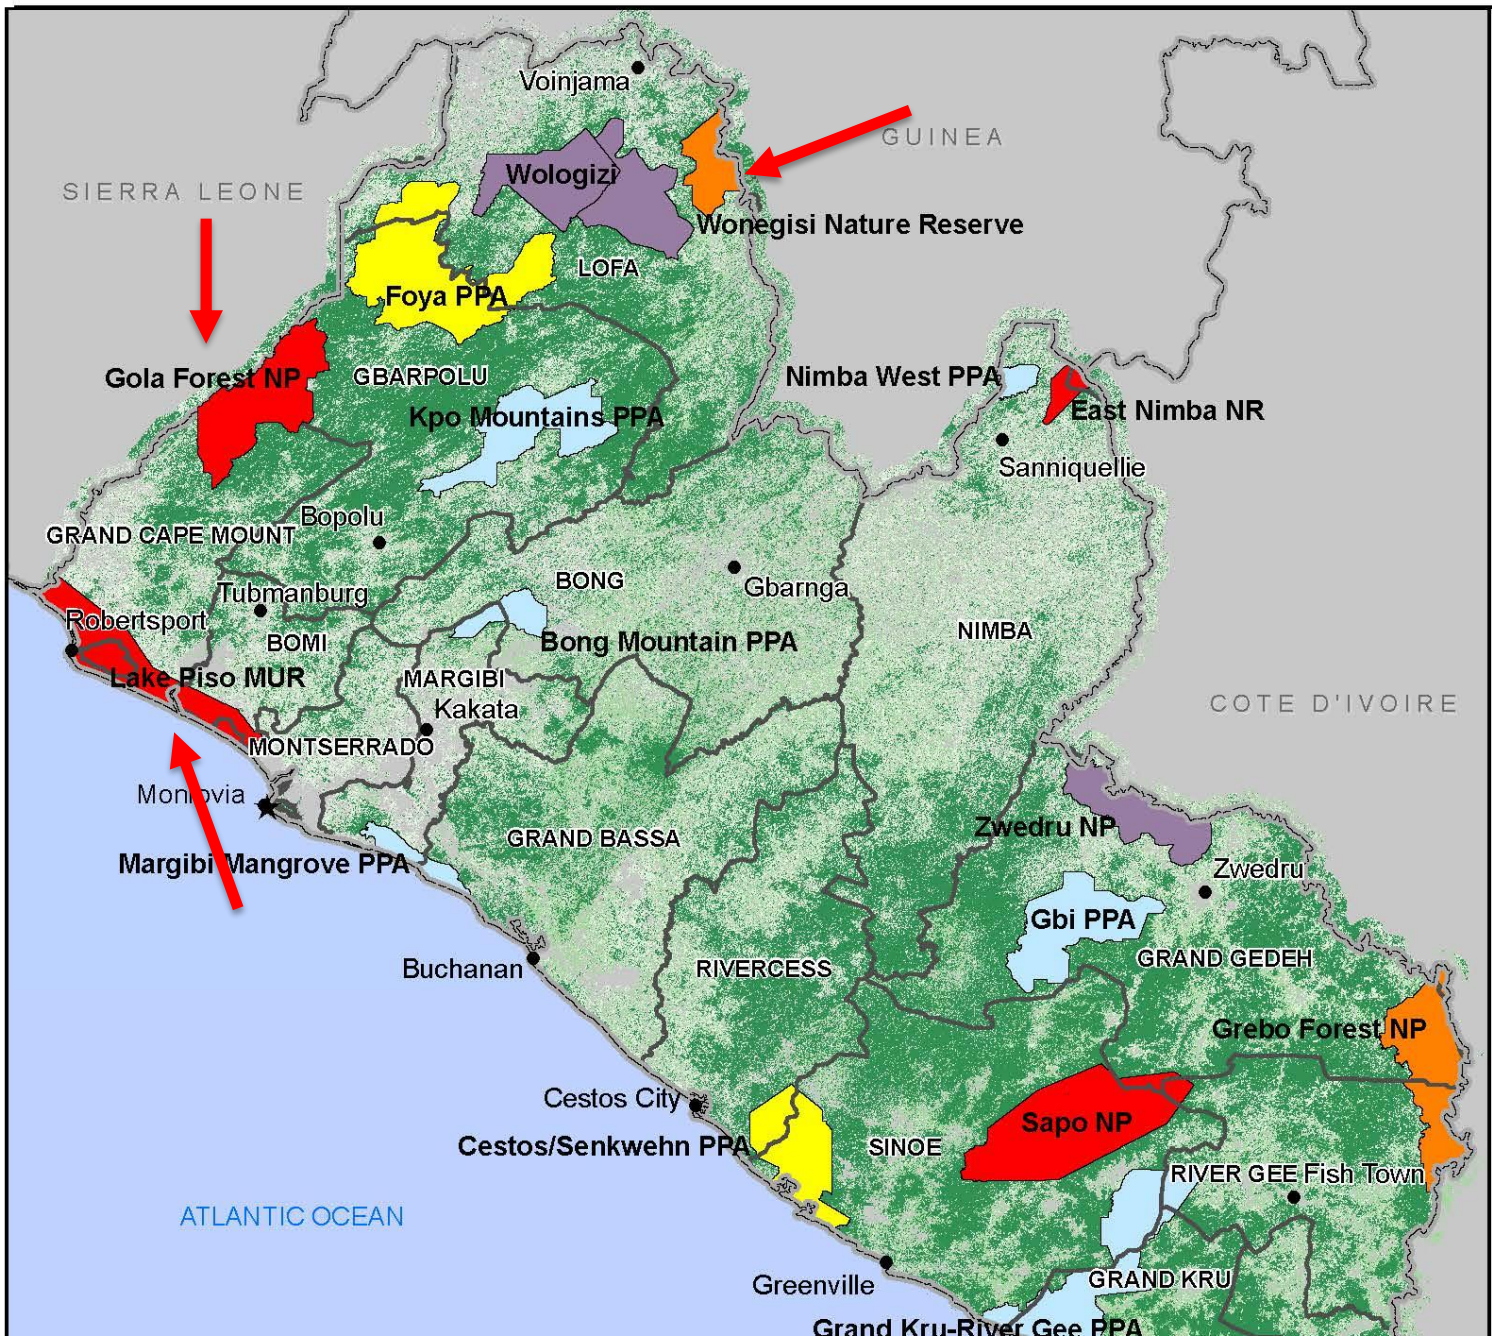 Voinjama
GUINEA
Wologizi
SIERRA LEONE
Wonegisi Nature Reserve
LOFA
Foya PPA
Gola Forest NP
GBARPOLU
Nimba West PPA
Kpo Mountains PPA
East Nimba NR
Sanniquellie
Bopolu
GRAND CAPE MOUNT
BONG
Gbarnga
Tubmanburg
Robertsport
BOMI
Bong Mountain PPA
NIMBA
Lake Piso MUR
MARGIBI
Kakata
COTE D'IVOIRE
MONTSERRADO
Monrovia
Zwedru NP
GRAND BASSA
Margibi Mangrove PPA
Zwedru
Gbi PPA
Buchanan
RIVERCESS
GRAND GEDEH
Grebo Forest NP
Cestos City
Sapo NP
Cestos/Senkwehn PPA
SINOE
RIVER GEE
Fish Town
ATLANTIC OCEAN
Greenville
GRAND KRU
Grand Kru-River Gee PPA